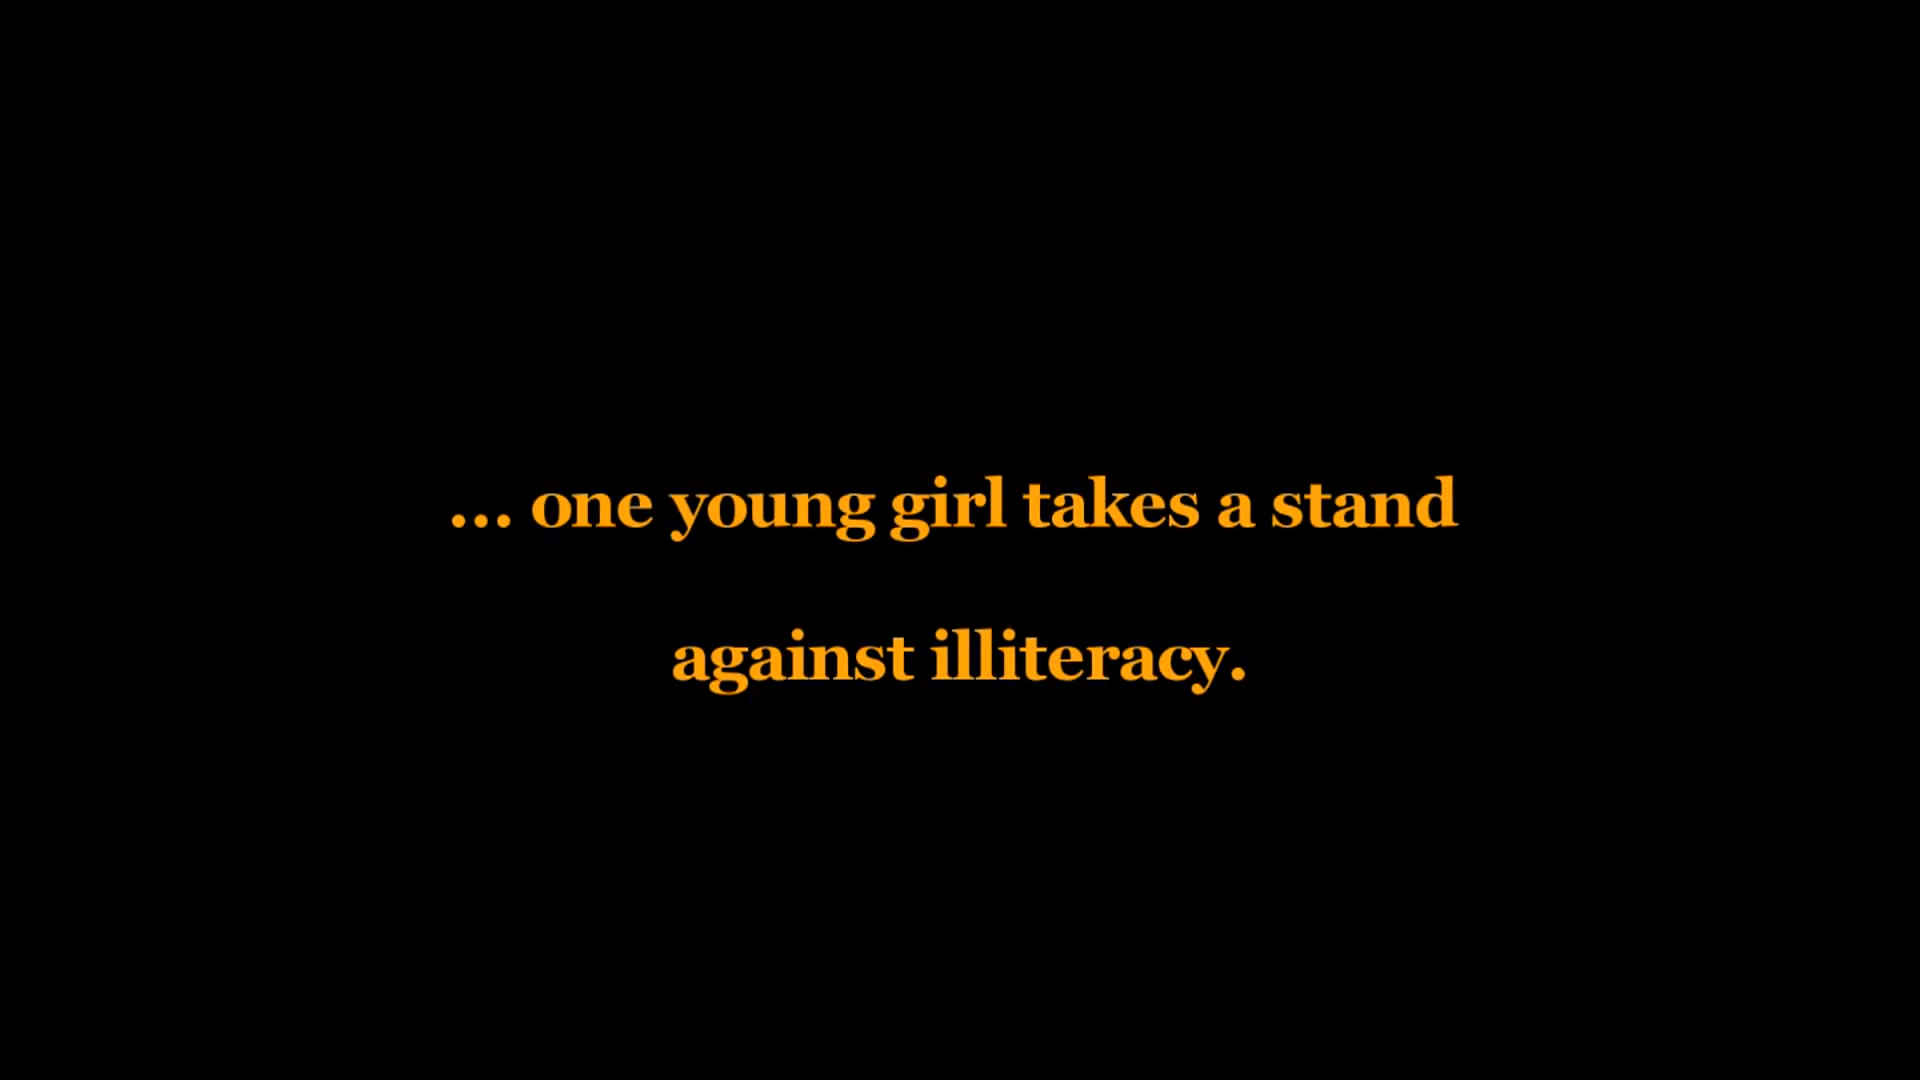 ... one young girl takes a stand
against illiteracy.